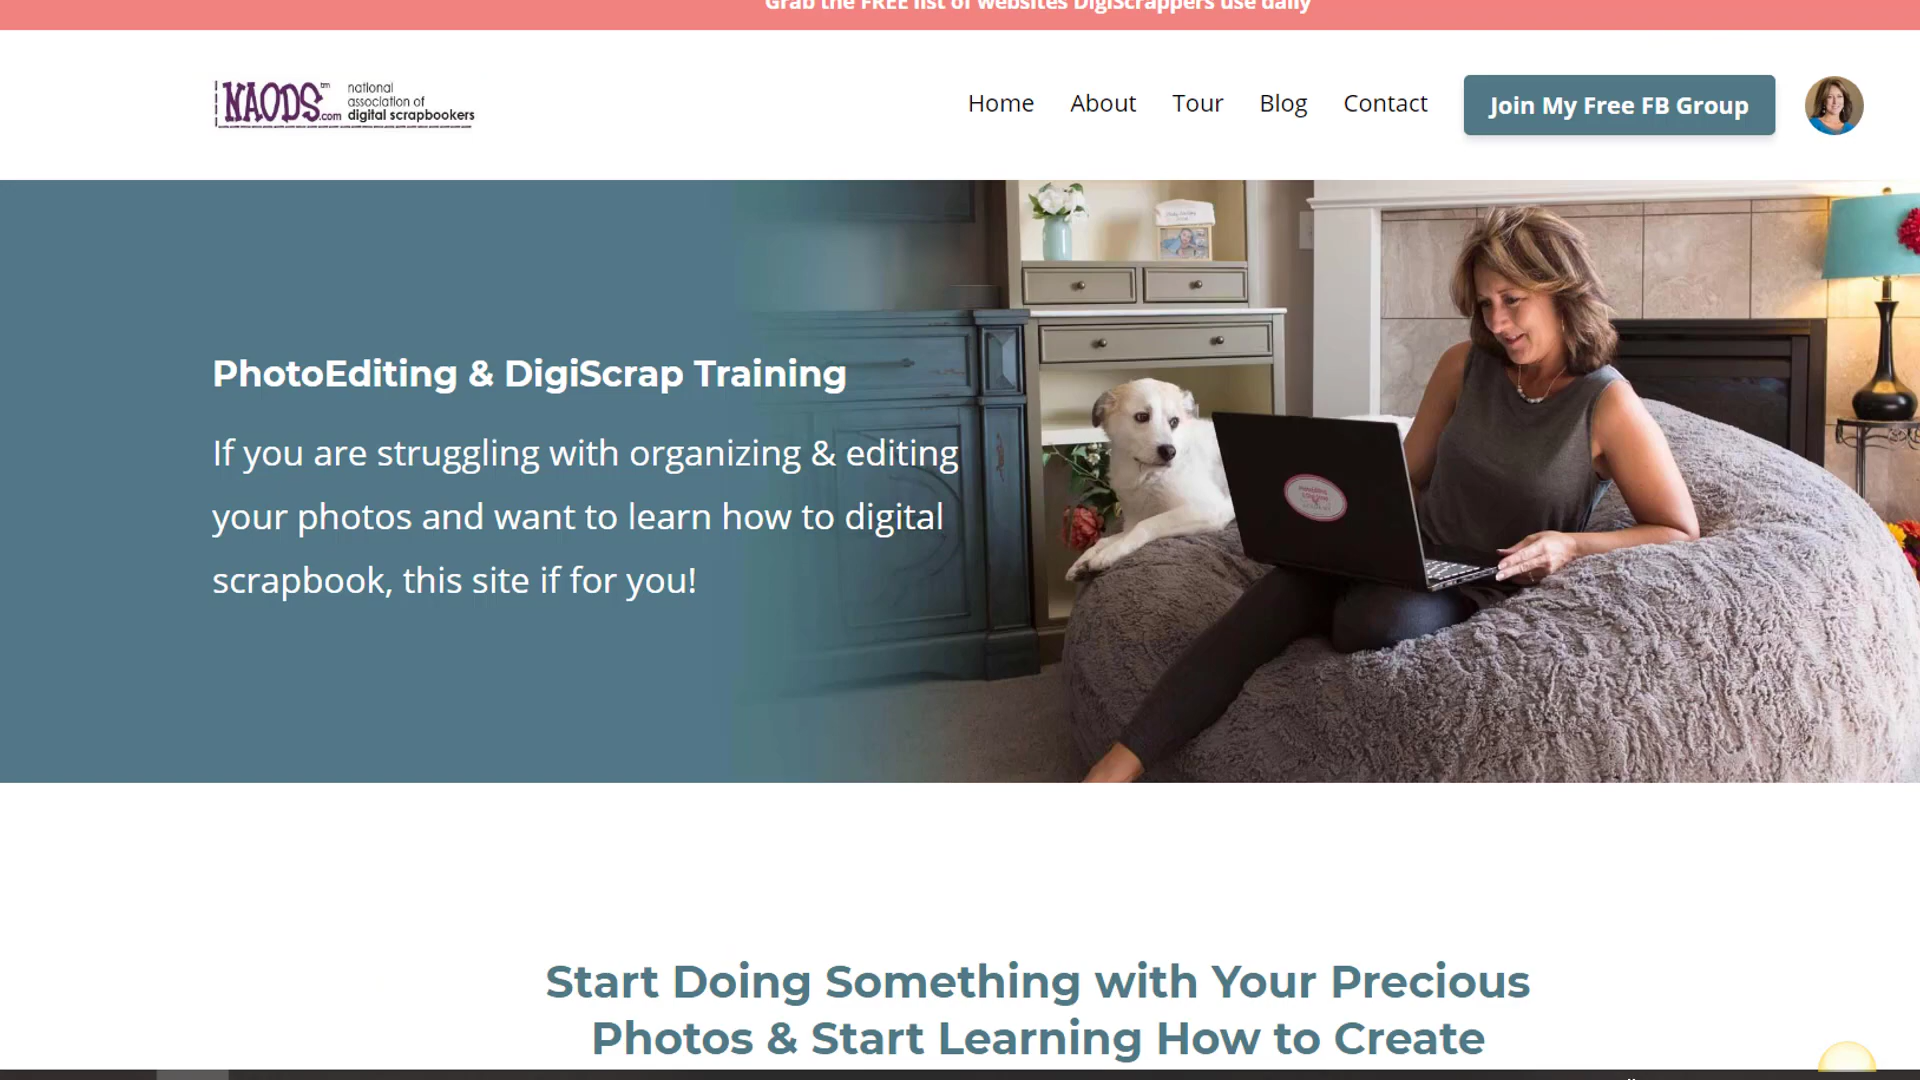 Grab the FREE list of websites DigiScrappers use daily
NAODS.com tm
national
association of
digital scrapbookers
Home About Tour Blog Contact Join My Free FB Group
PhotoEditing & DigiScrap Training
If you are struggling with organizing & editing
your photos and want to learn how to digital
scrapbook, this site if for you!
Start Doing Something with Your Precious
Photos & Start Learning How to Create